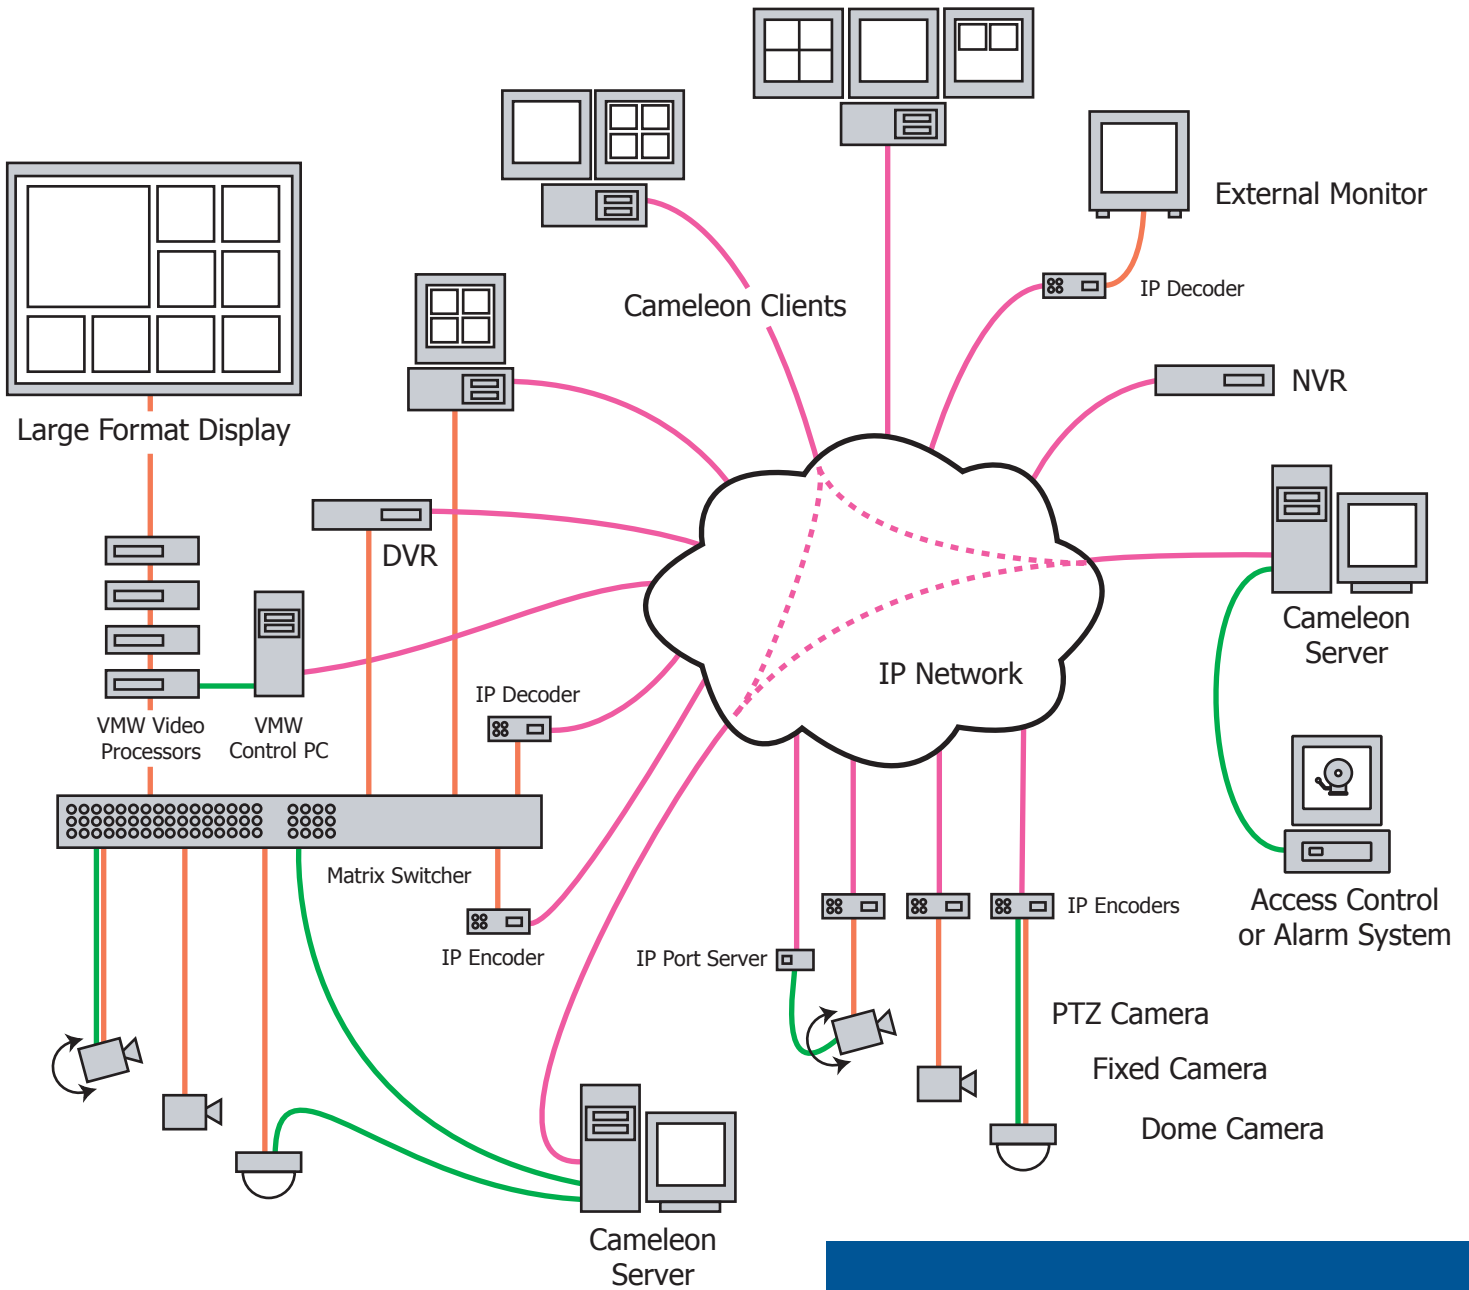 External Monitor
IP Decoder
Cameleon Clients
NVR
Large Format Display
DVR
Cameleon
Server
IP Network
IP Decoder
VMW Video
Processors
VMW
Control PC
Matrix Switcher
IP Encoder
IP Port Server
IP Encoders
Access Control
or Alarm System
PTZ Camera
Fixed Camera
Dome Camera
Cameleon
Server